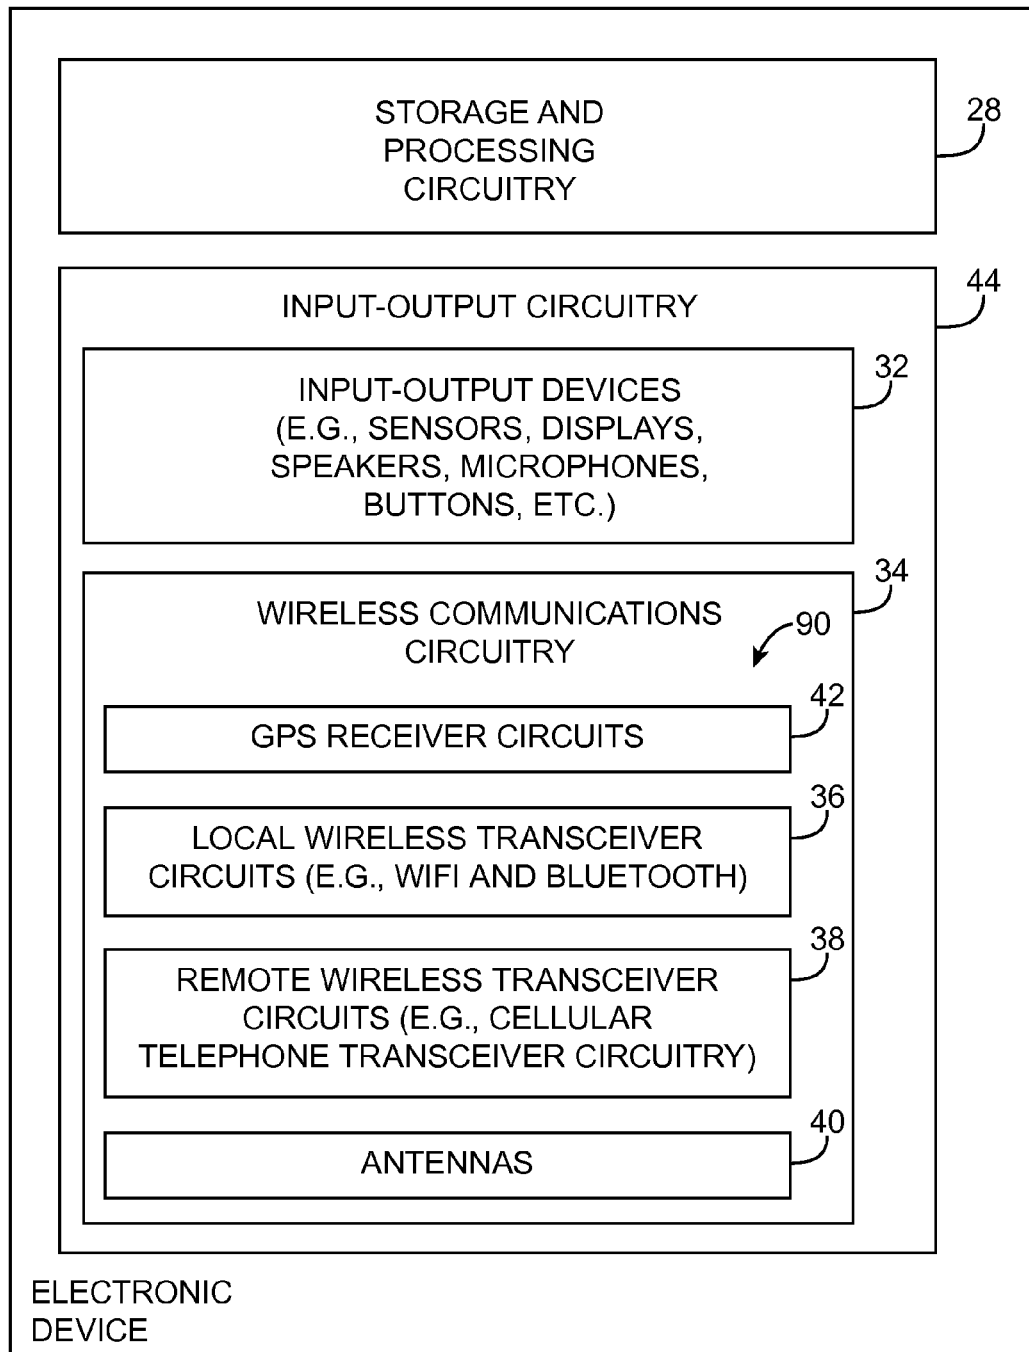 STORAGE AND
PROCESSING
CIRCUITRY
28
INPUT-OUTPUT CIRCUITRY
44
INPUT-OUTPUT DEVICES
(E.G., SENSORS, DISPLAYS,
SPEAKERS, MICROPHONES,
BUTTONS, ETC.)
32
WIRELESS COMMUNICATIONS
CIRCUITRY
34
90
GPS RECEIVER CIRCUITS
42
LOCAL WIRELESS TRANSCEIVER
CIRCUITS (E.G., WIFI AND BLUETOOTH)
36
REMOTE WIRELESS TRANSCEIVER
CIRCUITS (E.G., CELLULAR
TELEPHONE TRANSCEIVER CIRCUITRY)
38
ANTENNAS
40
ELECTRONIC
DEVICE